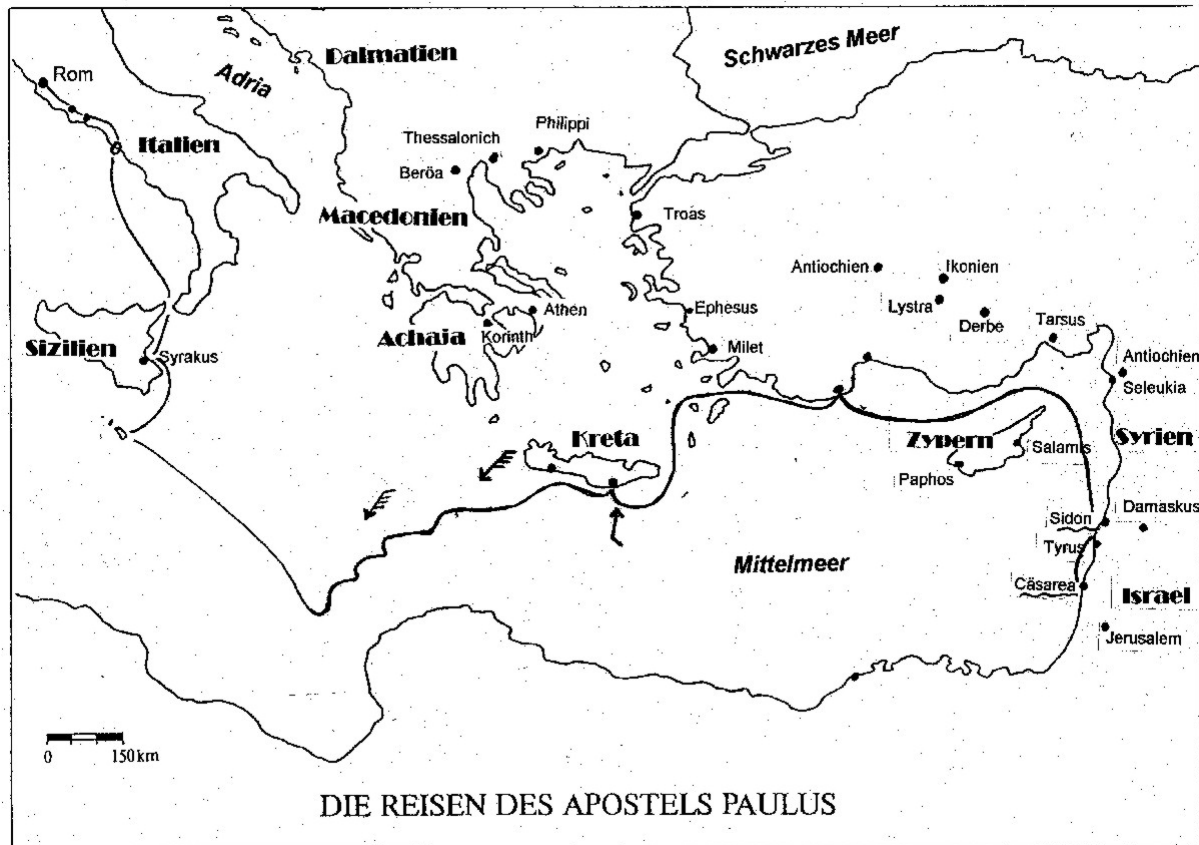 Schwarzes Meer
Dalmatien
Adria
Rom
Italien
Thessalonich
Philippi
Beröa
Macedonien
Troas
Antiochien
Ikonien
Lystra
Derbe
Tarsus
Athen
Ephesus
Achaja
Korinth
Sizilien
Syrakus
Milet
Antiochien
Seleukia
Kreta
Zypern
Salamis
Syrien
Paphos
Damaskus
Sidon
Tyrus
Mittelmeer
Cäsarea
Israel
Jerusalem
0 150 km
DIE REISEN DES APOSTELS PAULUS